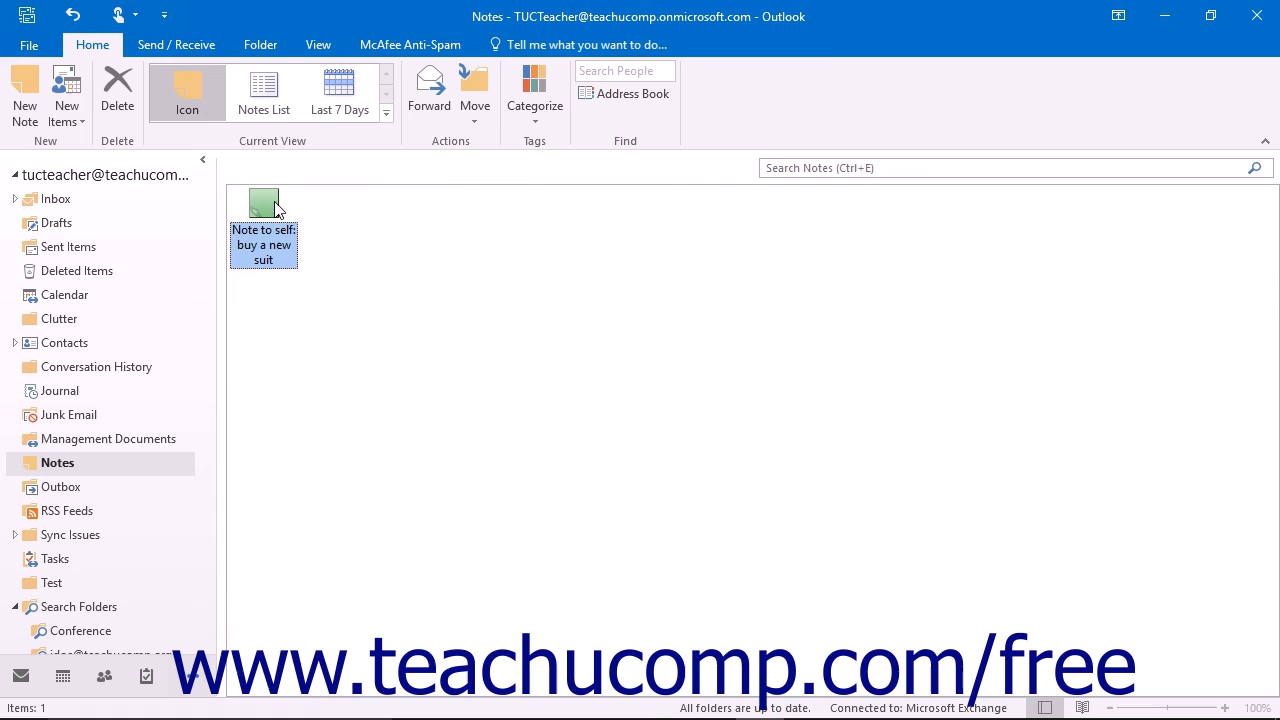 Notes - TUCTeacher@teachucomp.onmicrosoft.com - Outlook
File Home Send / Receive Folder View McAfee Anti-Spam Tell me what you want to do...
New Note
New Items
Delete
Icon
Notes List
Last 7 Days
Forward
Move
Categorize
Search People
Address Book
New Delete Current View Actions Tags Find
Search Notes (Ctrl+E)
tucteacher@teachucom...
Inbox
Drafts
Sent Items
Deleted Items
Calendar
Clutter
Contacts
Conversation History
Journal
Junk Email
Management Documents
Notes
Outbox
RSS Feeds
Sync Issues
Tasks
Test
Search Folders
Conference
Note to self:
buy a new
suit
www.teachucomp.com/free
Items: 1 All folders are up to date. Connected to: Microsoft Exchange 100%